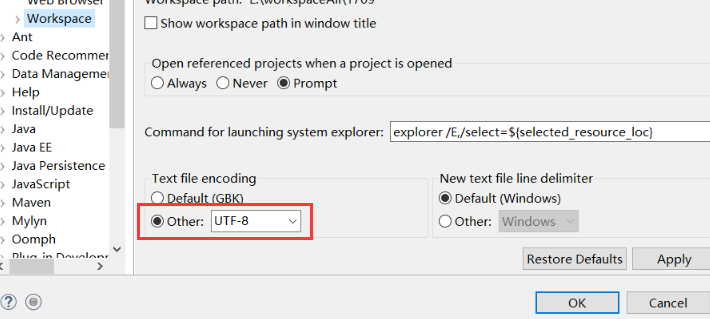 Web Browser
Workspace
Ant
Code Recommen
Data Managemen
Help
Install/Update
Java
Java EE
Java Persistence
JavaScript
Maven
Mylyn
Oomph
Plug-in Develop
Workspace path: E:\workspaceAll\1709
Show workspace path in window title
Open referenced projects when a project is opened
Always Never Prompt
Command for launching system explorer: explorer /E,/select=${selected_resource_loc}
Text file encoding
Default (GBK)
Other: UTF-8
New text file line delimiter
Default (Windows)
Other: Windows
Restore Defaults Apply
OK Cancel